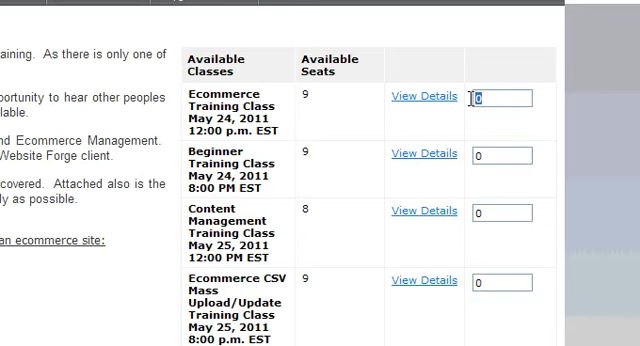 aining. As there is only one of
portunity to hear other peoples
lable.
nd Ecommerce Management.
Website Forge client.
covered. Attached also is the
ly as possible.
an ecommerce site:
Available Classes
Available Seats
Ecommerce
Training Class
May 24, 2011
12:00 p.m. EST
9
View Details
0
Beginner
Training Class
May 24, 2011
8:00 PM EST
9
View Details
0
Content
Management
Training Class
May 25, 2011
12:00 PM EST
8
View Details
0
Ecommerce CSV
Mass
Upload/Update
Training Class
May 25, 2011
8:00 p.m. EST
9
View Details
0